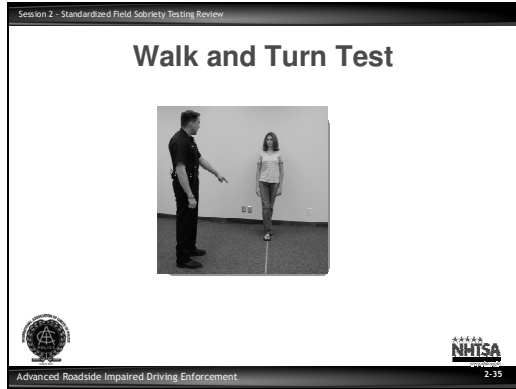 Session 2 - Standardized Field Sobriety Testing Review
Walk and Turn Test
NHTSA
Advanced Roadside Impaired Driving Enforcement
2-35